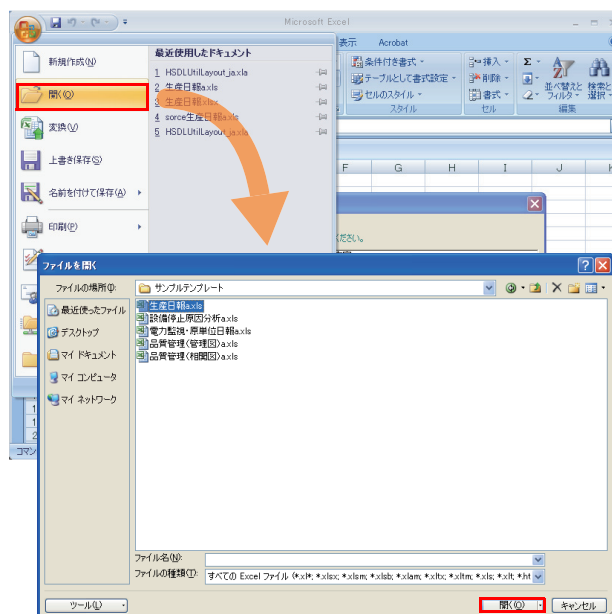 Microsoft Excel
表示 Acrobat
新規作成(N)
開く(O)
変換(V)
上書き保存(S)
名前を付けて保存(A)
印刷(P)
最近使用したドキュメント
1 HSDLUtilLayout_ja.xla
2 生産日報a.xls
3 生産日報.xlsx
4 sorce生産日報a.xls
5 HSDLUtilLayout_ja.xla
条件付き書式
テーブルとして書式設定
セルのスタイル
スタイル
挿入
削除
書式
セル
Σ
並べ替えと
フィルタ
検索と
選択
編集
F G H I J
ください。
ファイルを開く
ファイルの場所(I):
サンプルテンプレート
最近使ったファイル
デスクトップ
マイ ドキュメント
マイ コンピュータ
マイ ネットワーク
生産日報a.xls
設備停止原因分析a.xls
電力監視・原単位日報a.xls
品質管理(管理図)a.xls
品質管理(相関図)a.xls
ファイル名(N):
ファイルの種類(T):
すべての Excel ファイル (*.xl*; *.xlsx; *.xlsm; *.xlsb; *.xlam; *.xltx; *.xltm; *.xls; *.xlt; *.ht
ツール(L)
開く(O)
キャンセル
コマン